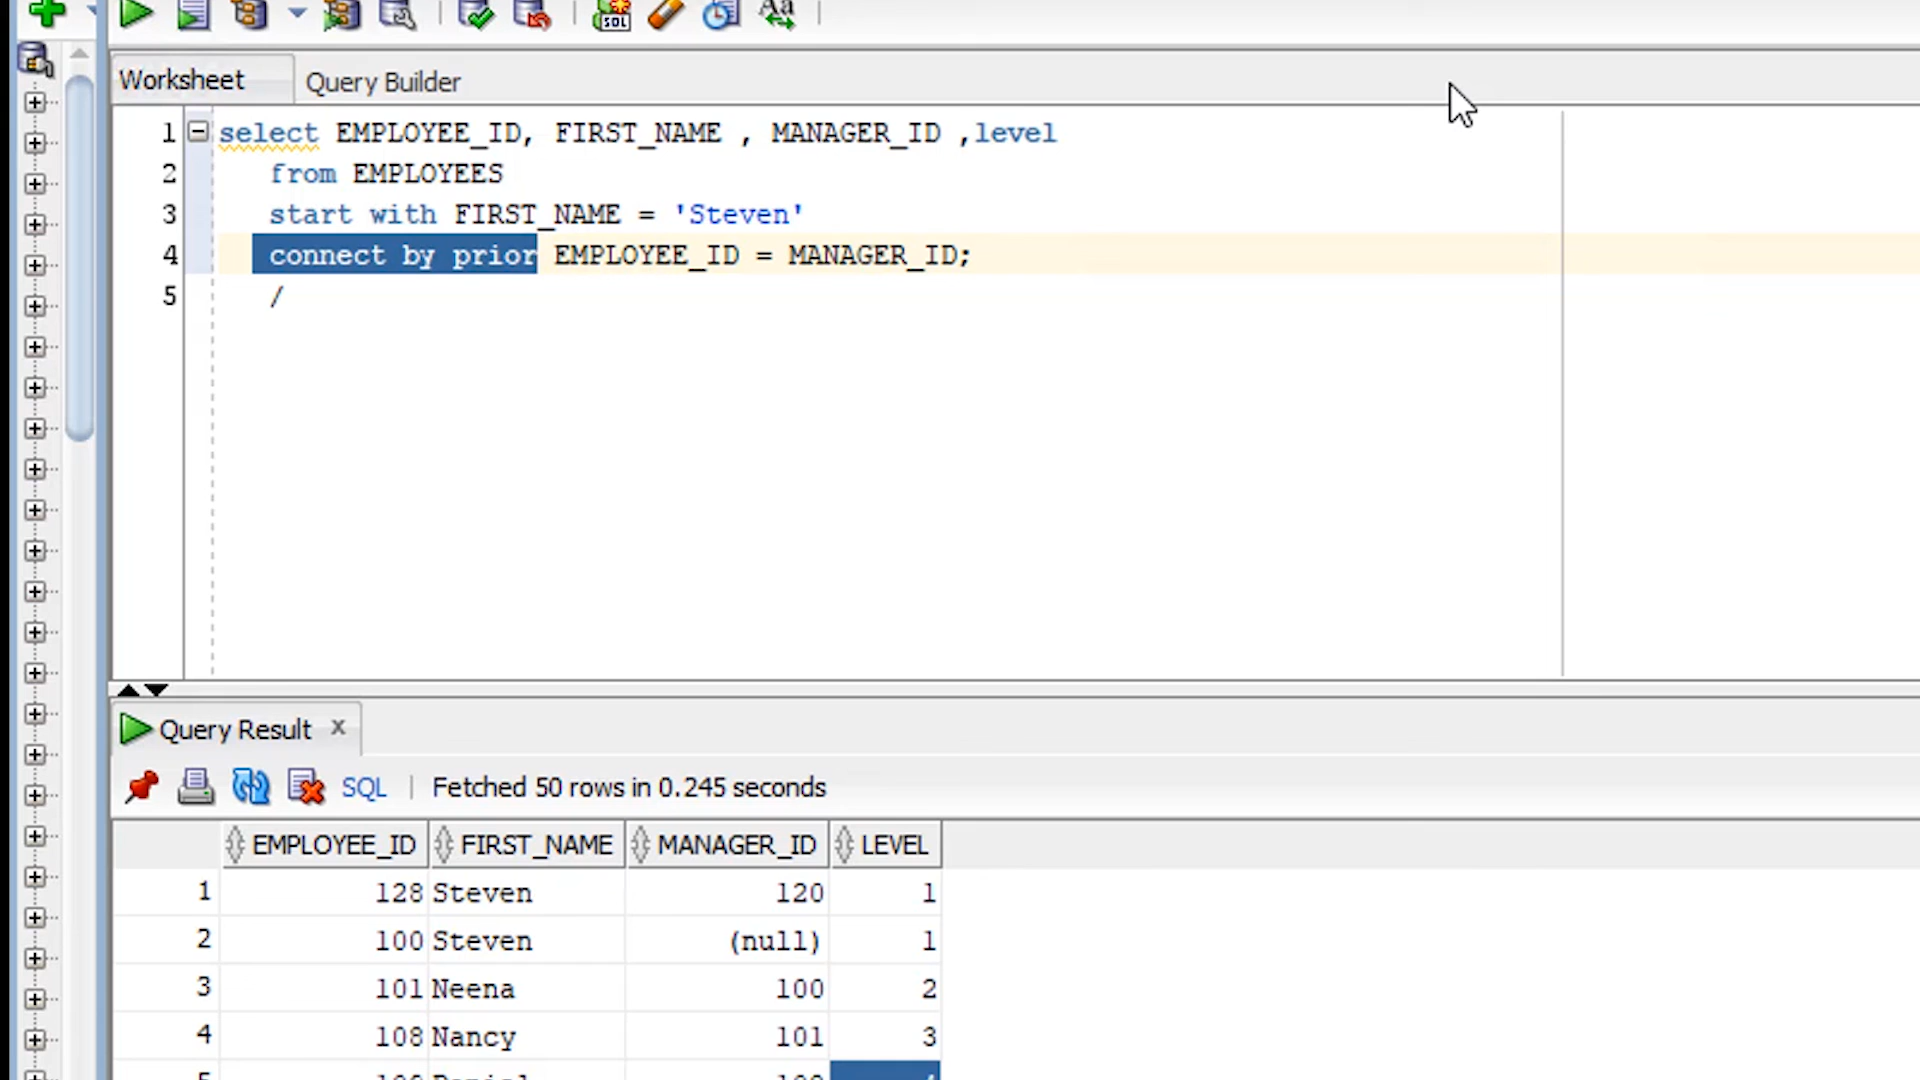 Aa
SQL
Worksheet
Query Builder
1 select EMPLOYEE_ID, FIRST_NAME , MANAGER_ID ,level
2 from EMPLOYEES
3 start with FIRST_NAME = 'Steven'
4 connect by prior EMPLOYEE_ID = MANAGER_ID;
5 /
Query Result x
SQL | Fetched 50 rows in 0.245 seconds
EMPLOYEE_ID FIRST_NAME MANAGER_ID LEVEL
1 128 Steven 120 1
2 100 Steven (null) 1
3 101 Neena 100 2
4 108 Nancy 101 3